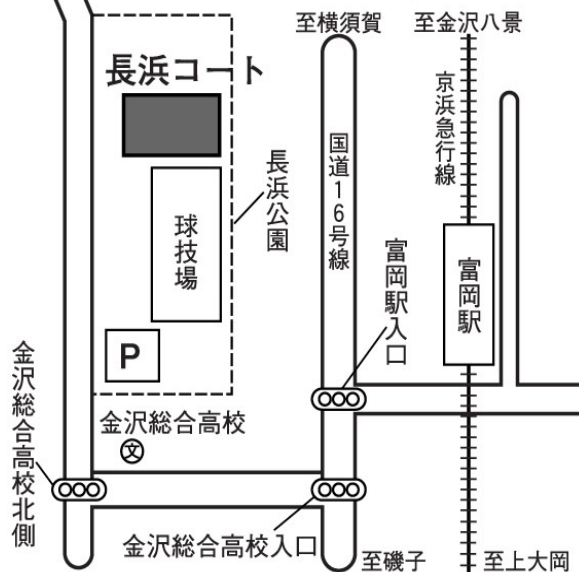 至横須賀
至金沢八景
長浜コート
京浜急行線
国道16号線
長浜公園
球技場
富岡駅入口
富岡駅
P
金沢総合高校北側
金沢総合高校
文
金沢総合高校入口
至磯子
至上大岡